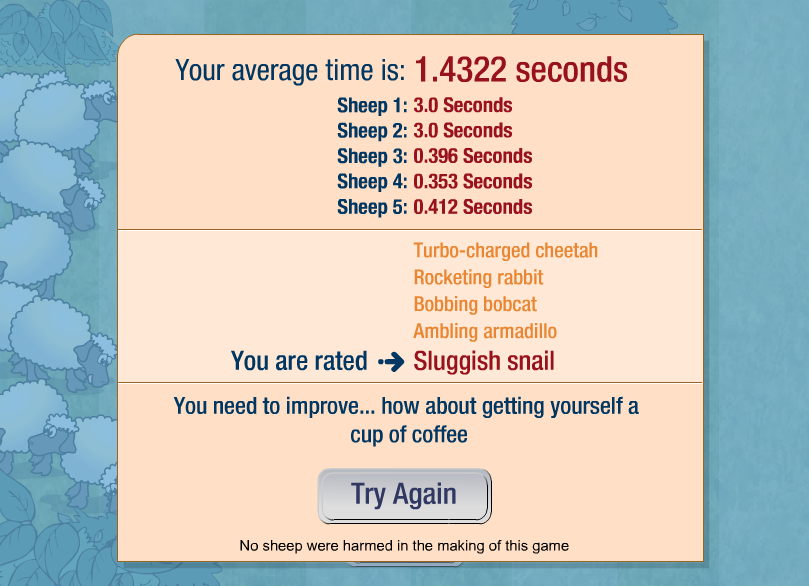 Your average time is: 1.4322 seconds
Sheep 1: 3.0 Seconds
Sheep 2: 3.0 Seconds
Sheep 3: 0.396 Seconds
Sheep 4: 0.353 Seconds
Sheep 5: 0.412 Seconds
Turbo-charged cheetah
Rocketing rabbit
Bobbing bobcat
Ambling armadillo
You are rated → Sluggish snail
You need to improve... how about getting yourself a
cup of coffee
Try Again
No sheep were harmed in the making of this game